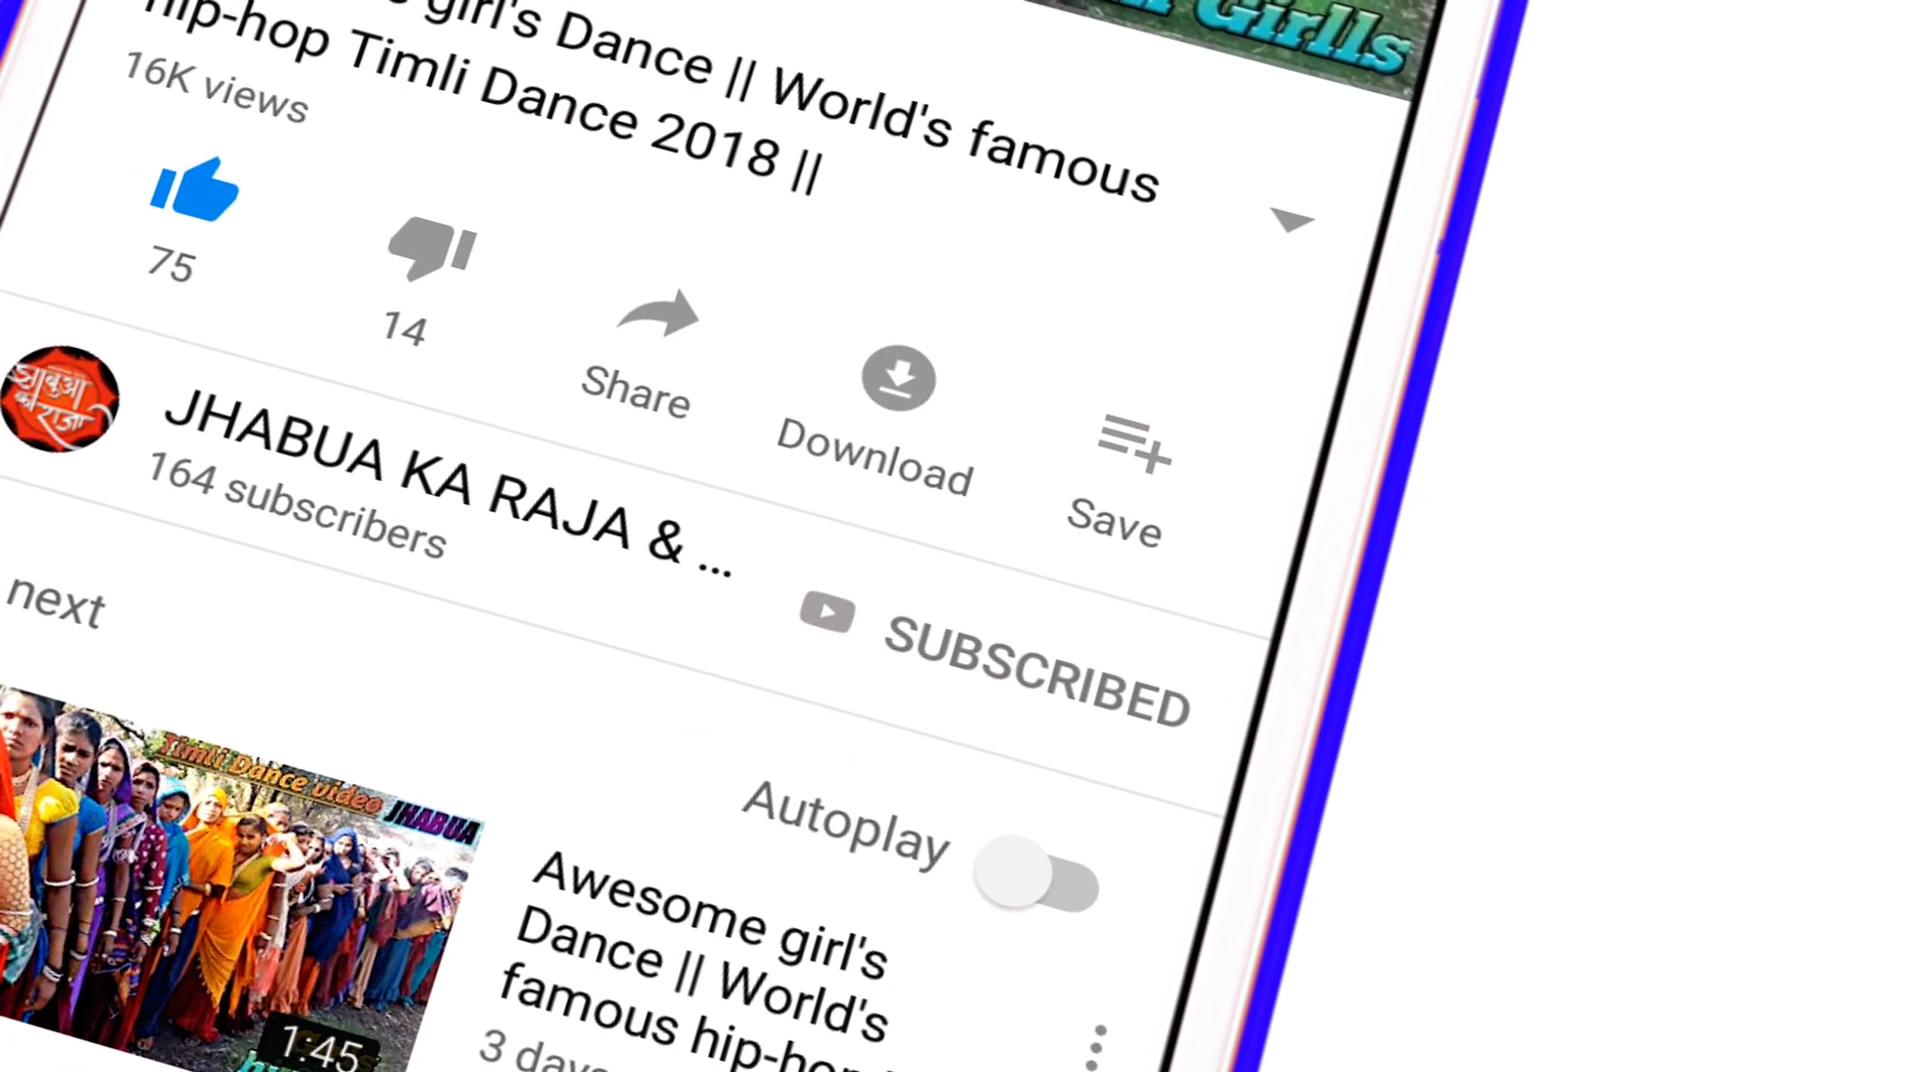 Girlls
girl's Dance || World's famous
hip-hop Timli Dance 2018 ||
16K views
75
14
Share
Download
Save
झाबुआ
का राजा
JHABUA KA RAJA & ...
164 subscribers
SUBSCRIBED
next
Autoplay
Timli Dance video JHABUA
1:45
Awesome girl's
Dance || World's
famous hip-hop
3 days